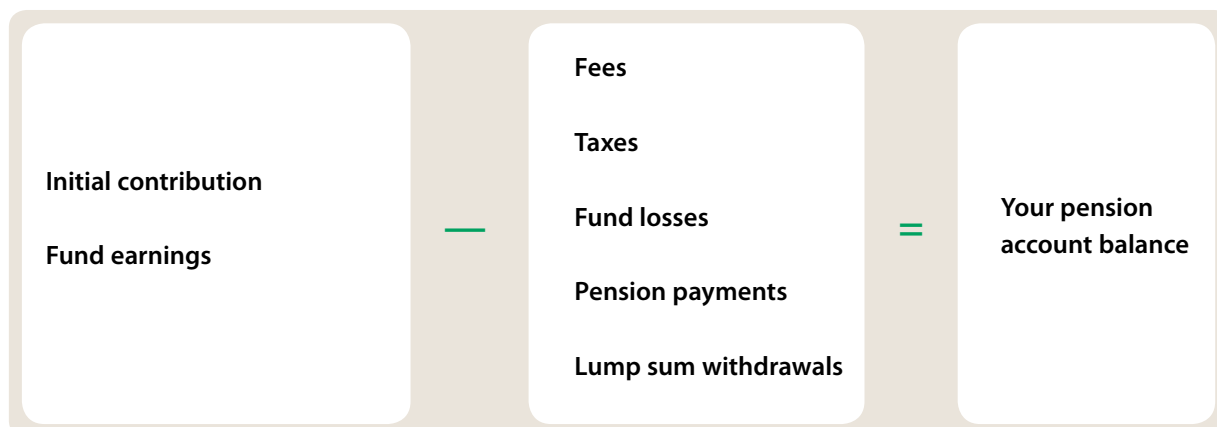 Initial contribution
Fund earnings
—
Fees
Taxes
Fund losses
Pension payments
Lump sum withdrawals
=
Your pension
account balance